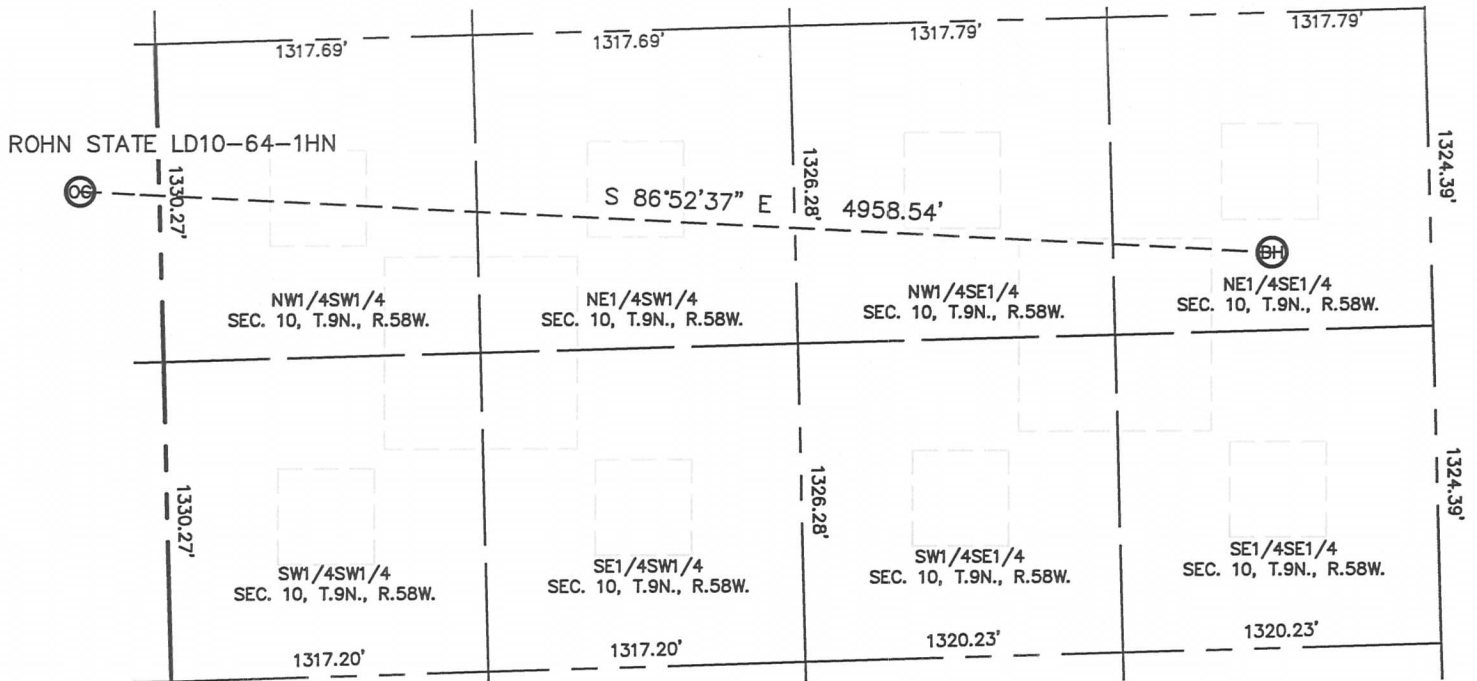 1317.69'
1317.69'
1317.79'
1317.79'
ROHN STATE LD10-64-1HN
OG
1330.27'
S 86°52'37" E
1326.28'
4958.54'
BH
1324.39'
NW1/4SW1/4
SEC. 10, T.9N., R.58W.
NE1/4SW1/4
SEC. 10, T.9N., R.58W.
NW1/4SE1/4
SEC. 10, T.9N., R.58W.
NE1/4SE1/4
SEC. 10, T.9N., R.58W.
1330.27'
1326.28'
1324.39'
SW1/4SW1/4
SEC. 10, T.9N., R.58W.
SE1/4SW1/4
SEC. 10, T.9N., R.58W.
SW1/4SE1/4
SEC. 10, T.9N., R.58W.
SE1/4SE1/4
SEC. 10, T.9N., R.58W.
1317.20'
1317.20'
1320.23'
1320.23'